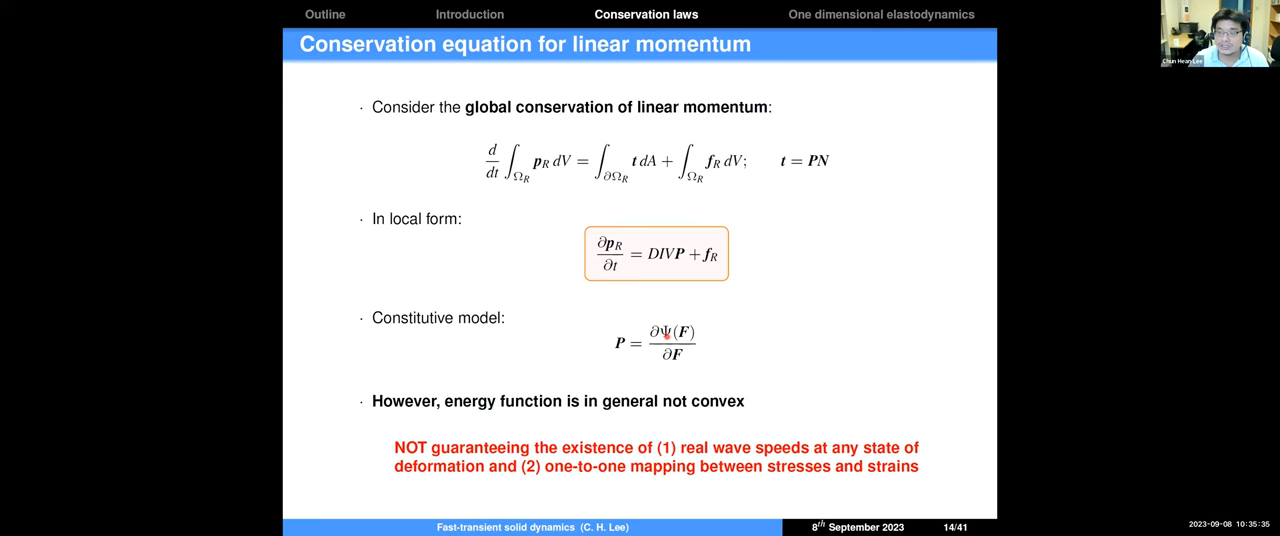 Outline Introduction Conservation laws One dimensional elastodynamics
Conservation equation for linear momentum
· Consider the global conservation of linear momentum:
d/dt ∫_{Ω_R} p_R dV = ∫_{∂Ω_R} t dA + ∫_{Ω_R} f_R dV; t = PN
· In local form:
∂p_R/∂t = DIVP + f_R
· Constitutive model:
P = ∂Ψ(F)/∂F
· However, energy function is in general not convex
NOT guaranteeing the existence of (1) real wave speeds at any state of
deformation and (2) one-to-one mapping between stresses and strains
Fast-transient solid dynamics (C. H. Lee) 8th September 2023 14/41
Chun Hean Lee
2023-09-08 10:35:35